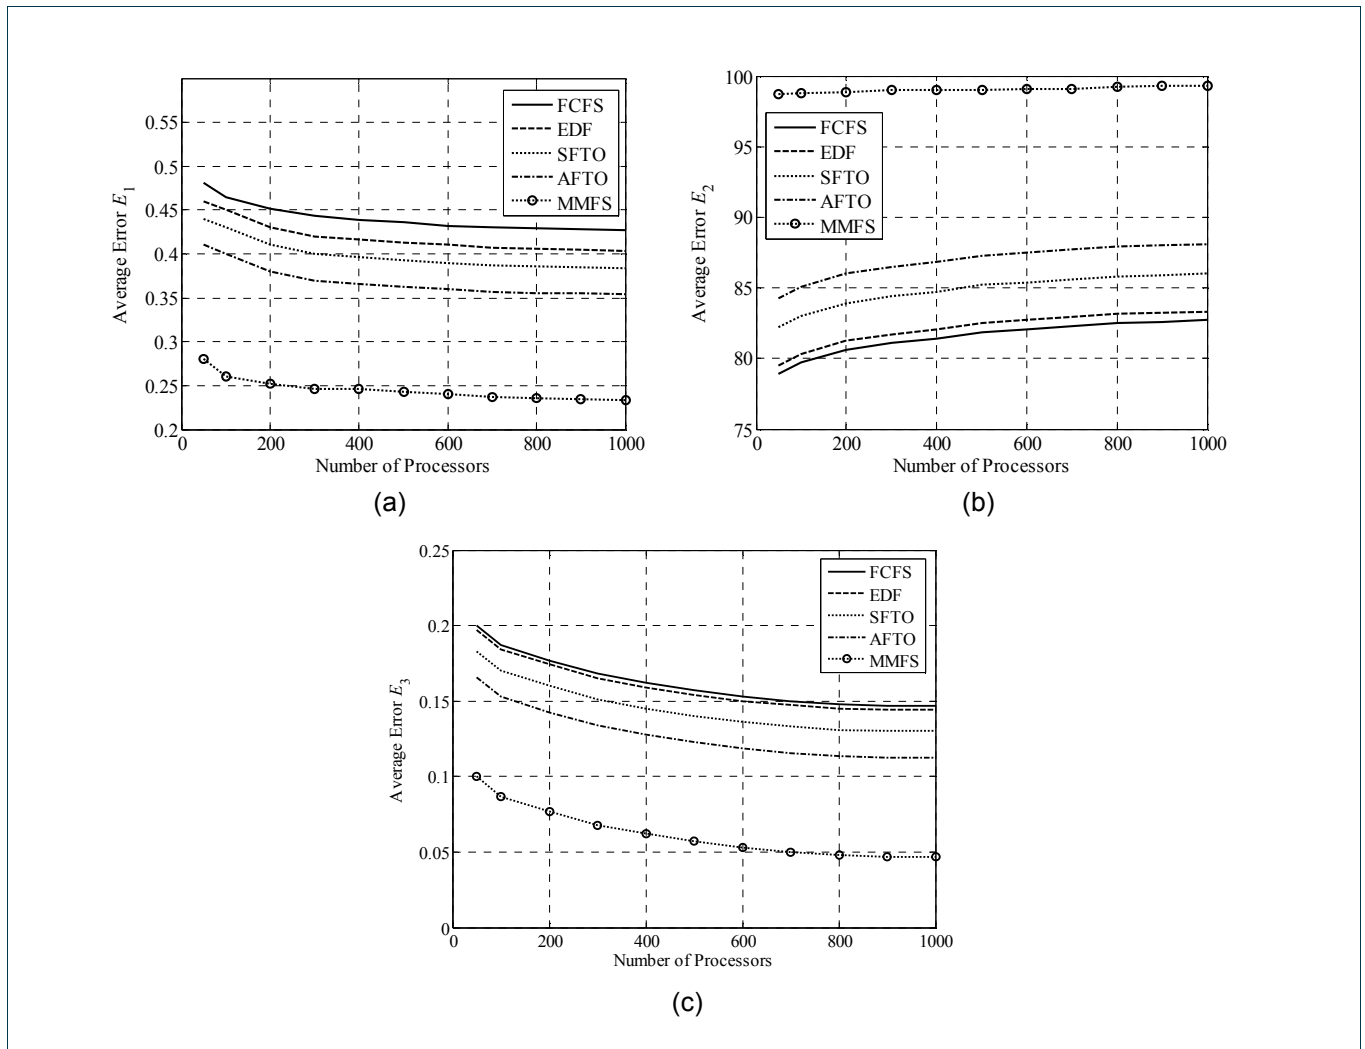 0.55
0.5
0.45
0.4
0.35
0.3
0.25
0.2
Average Error E1
0 200 400 600 800 1000
Number of Processors
FCFS
EDF
SFTO
AFTO
MMFS
(a)
100
95
90
85
80
75
Average Error E2
0 200 400 600 800 1000
Number of Processors
FCFS
EDF
SFTO
AFTO
MMFS
(b)
0.25
0.2
0.15
0.1
0.05
0
Average Error E3
0 200 400 600 800 1000
Number of Processors
FCFS
EDF
SFTO
AFTO
MMFS
(c)